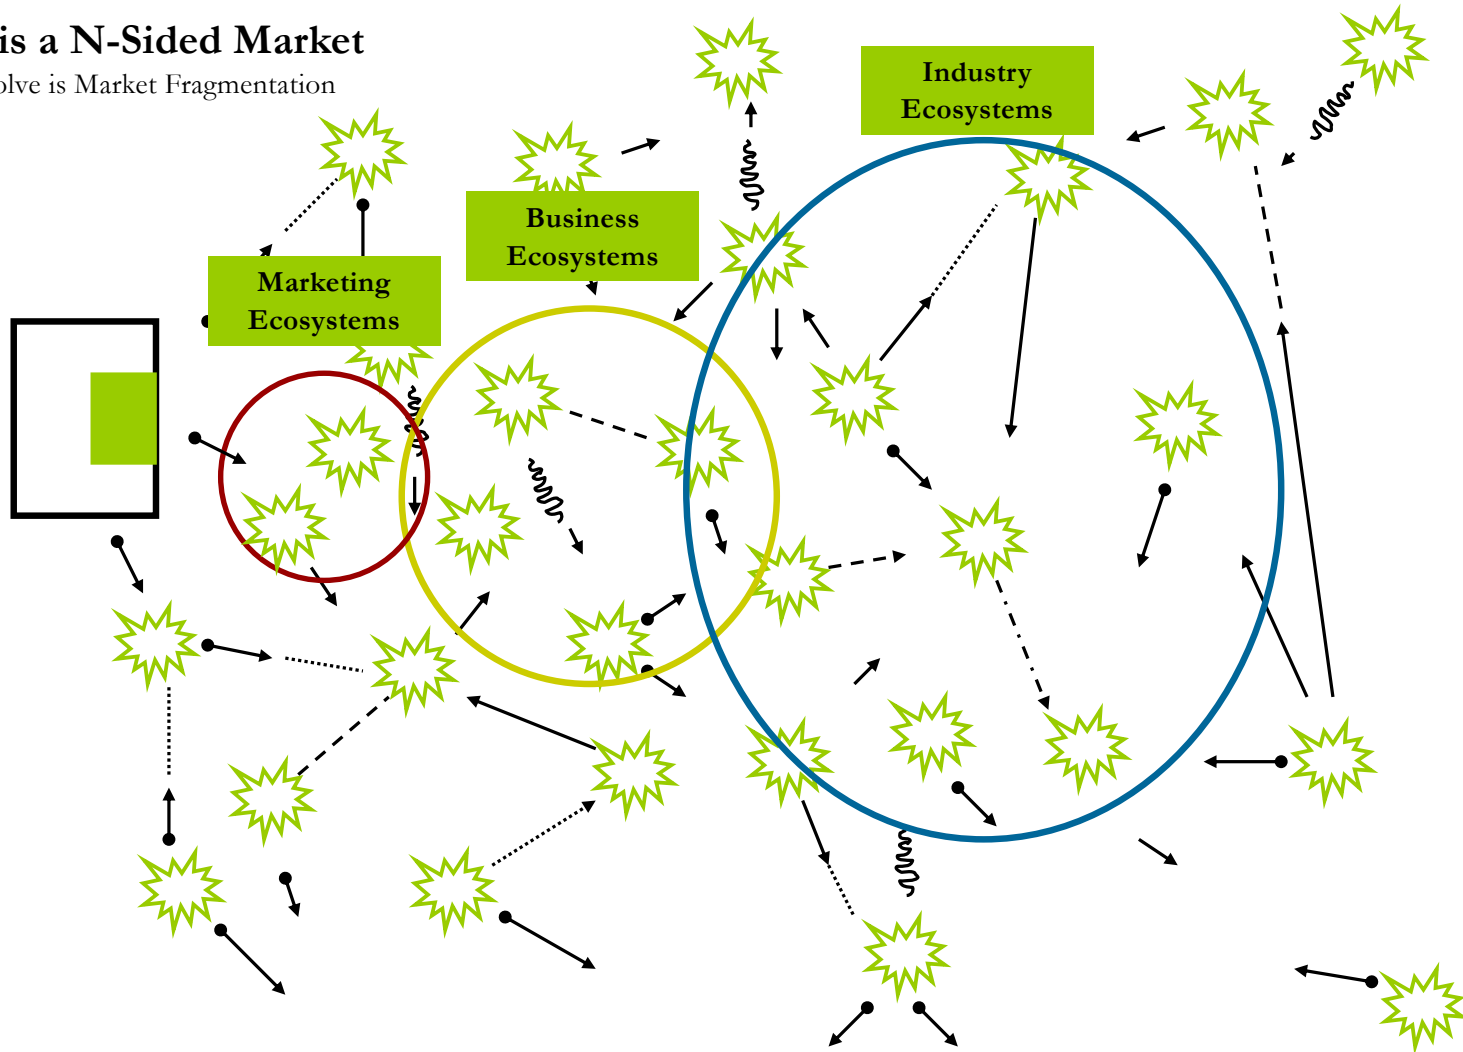 is a N-Sided Market
olve is Market Fragmentation
Industry
Ecosystems
Business
Ecosystems
Marketing
Ecosystems